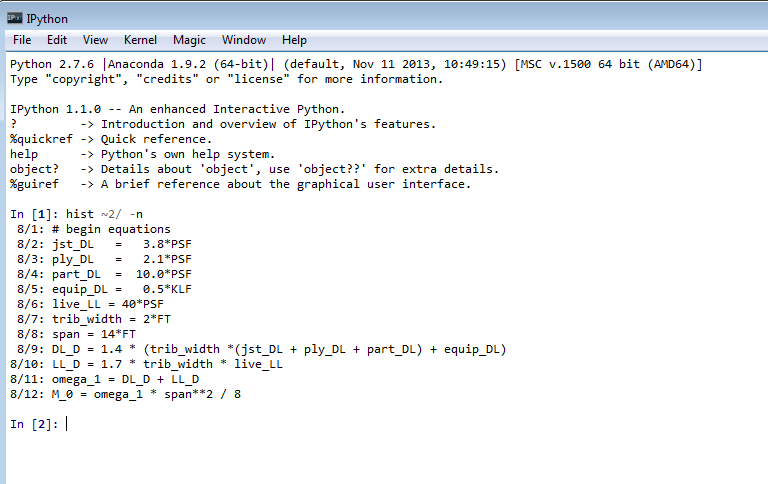 IP[y] IPython
File Edit View Kernel Magic Window Help
Python 2.7.6 |Anaconda 1.9.2 (64-bit)| (default, Nov 11 2013, 10:49:15) [MSC v.1500 64 bit (AMD64)]
Type "copyright", "credits" or "license" for more information.

IPython 1.1.0 -- An enhanced Interactive Python.
?         -> Introduction and overview of IPython's features.
%quickref -> Quick reference.
help      -> Python's own help system.
object?   -> Details about 'object', use 'object??' for extra details.
%guiref   -> A brief reference about the graphical user interface.

In [1]: hist ~2/ -n
 8/1: # begin equations
 8/2: jst_DL   =   3.8*PSF
 8/3: ply_DL   =   2.1*PSF
 8/4: part_DL  =  10.0*PSF
 8/5: equip_DL =   0.5*KLF
 8/6: live_LL = 40*PSF
 8/7: trib_width = 2*FT
 8/8: span = 14*FT
 8/9: DL_D = 1.4 * (trib_width *(jst_DL + ply_DL + part_DL) + equip_DL)
8/10: LL_D = 1.7 * trib_width * live_LL
8/11: omega_1 = DL_D + LL_D
8/12: M_0 = omega_1 * span**2 / 8

In [2]: